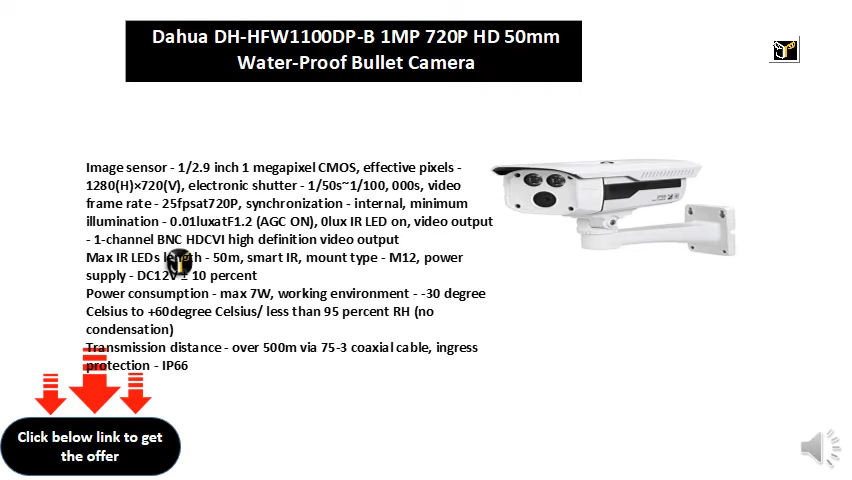 Dahua DH-HFW1100DP-B 1MP 720P HD 50mm
Water-Proof Bullet Camera
Image sensor - 1/2.9 inch 1 megapixel CMOS, effective pixels -
1280(H)×720(V), electronic shutter - 1/50s~1/100, 000s, video
frame rate - 25fpsat720P, synchronization - internal, minimum
illumination - 0.01luxatF1.2 (AGC ON), 0lux IR LED on, video output
- 1-channel BNC HDCVI high definition video output
Max IR LEDs length - 50m, smart IR, mount type - M12, power
supply - DC12V ± 10 percent
Power consumption - max 7W, working environment - -30 degree
Celsius to +60degree Celsius/ less than 95 percent RH (no
condensation)
Transmission distance - over 500m via 75-3 coaxial cable, ingress
protection - IP66
Click below link to get
the offer